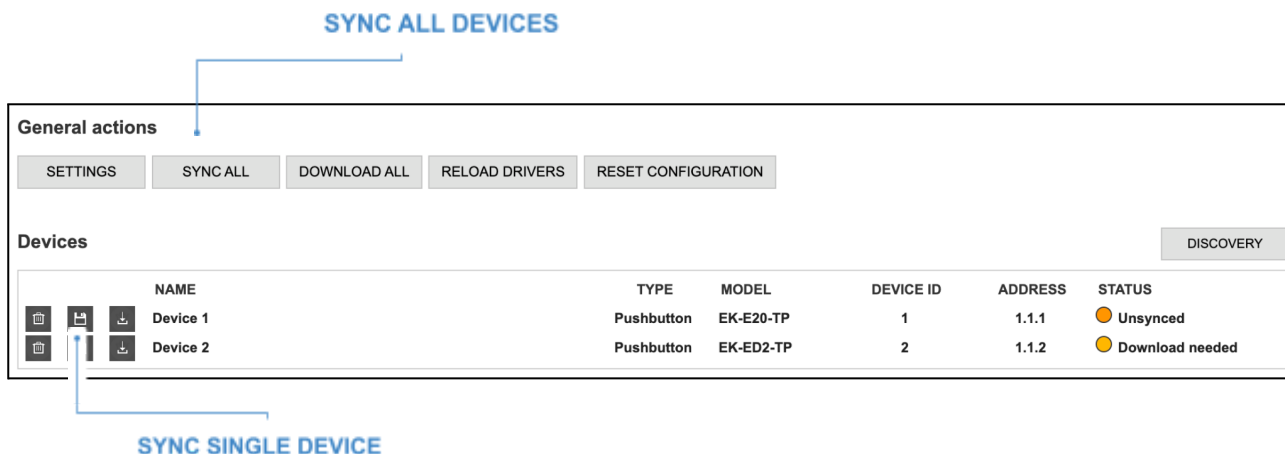 SYNC ALL DEVICES
General actions
SETTINGS SYNC ALL DOWNLOAD ALL RELOAD DRIVERS RESET CONFIGURATION
Devices DISCOVERY
NAME TYPE MODEL DEVICE ID ADDRESS STATUS
Device 1 Pushbutton EK-E20-TP 1 1.1.1 Unsynced
Device 2 Pushbutton EK-ED2-TP 2 1.1.2 Download needed
SYNC SINGLE DEVICE